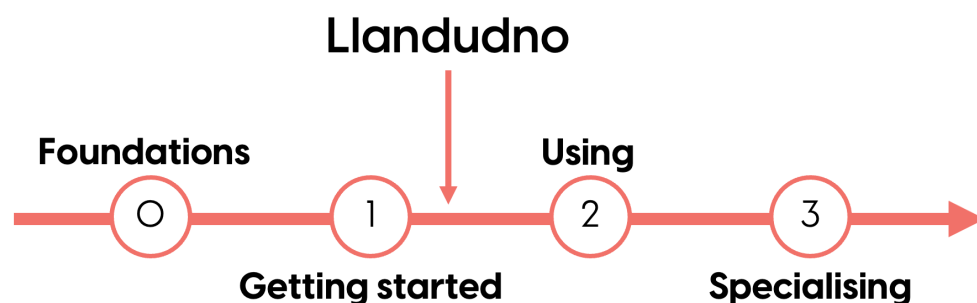 Llandudno
Foundations
Using
0
1
2
3
Getting started
Specialising